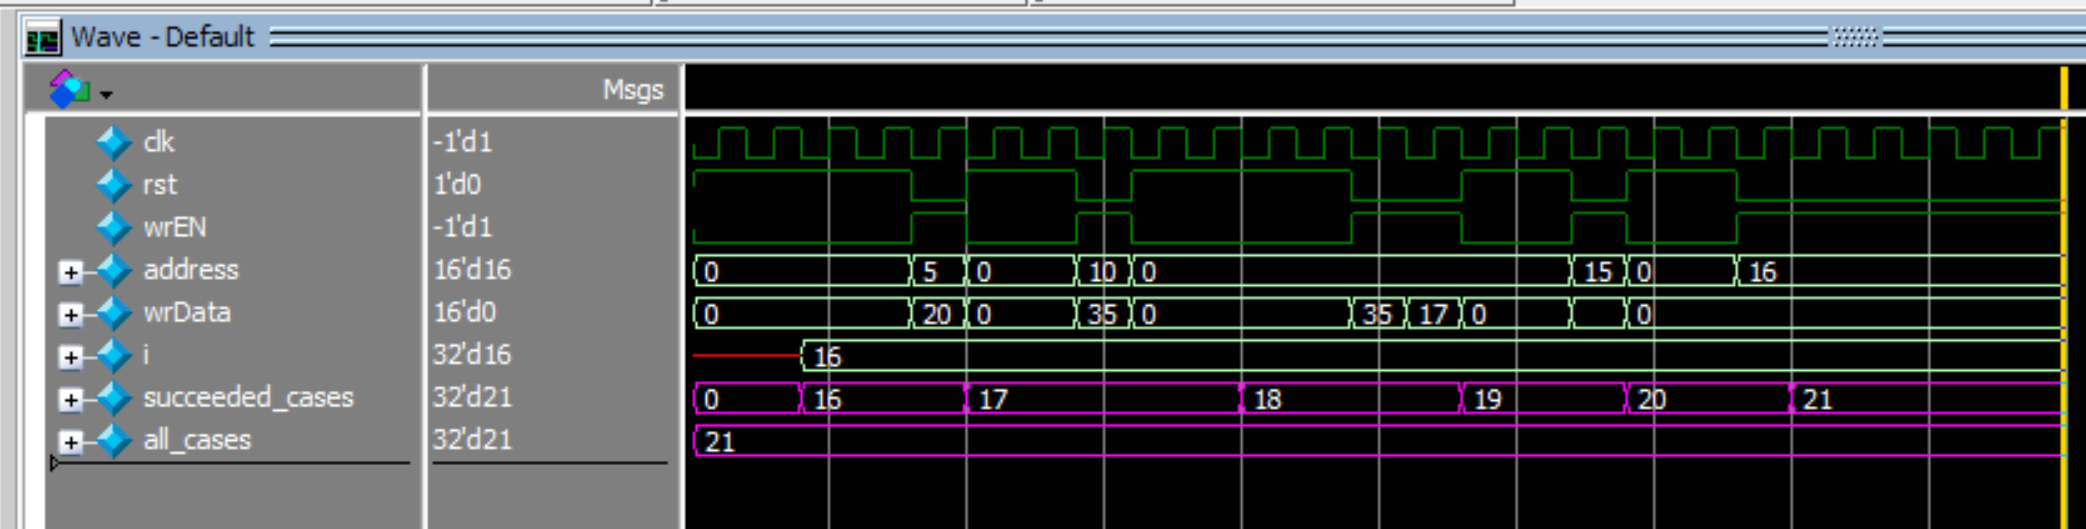 Wave - Default
Msgs
clk -1'd1
rst 1'd0
wrEN -1'd1
address 16'd16 0 5 0 10 0 15 0 16
wrData 16'd0 0 20 0 35 0 35 17 0 0
i 32'd16 16
succeeded_cases 32'd21 0 16 17 18 19 20 21
all_cases 32'd21 21